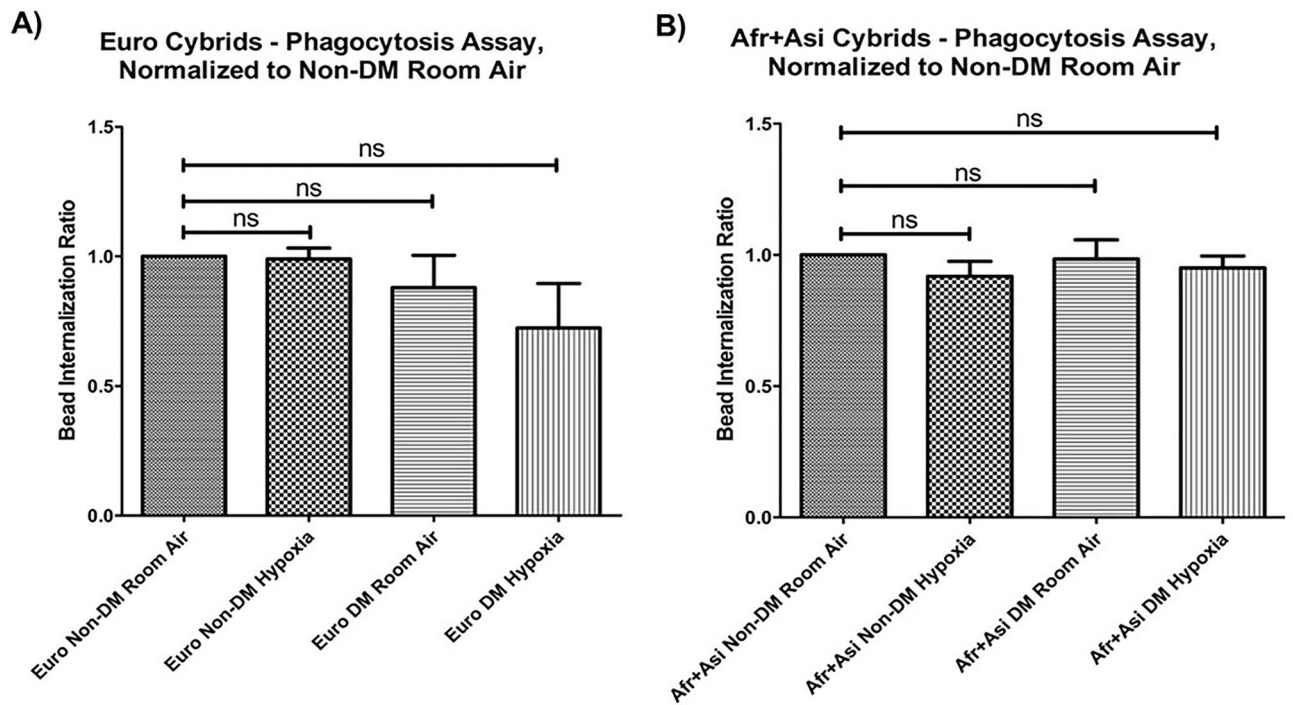 A)
Euro Cybrids - Phagocytosis Assay,
Normalized to Non-DM Room Air
Bead Internalization Ratio
1.5
1.0
0.5
0.0
ns
ns
ns
Euro Non-DM Room Air
Euro Non-DM Hypoxia
Euro DM Room Air
Euro DM Hypoxia
B)
Afr+Asi Cybrids - Phagocytosis Assay,
Normalized to Non-DM Room Air
Bead Internalization Ratio
1.5
1.0
0.5
0.0
ns
ns
ns
Afr+Asi Non-DM Room Air
Afr+Asi Non-DM Hypoxia
Afr+Asi DM Room Air
Afr+Asi DM Hypoxia